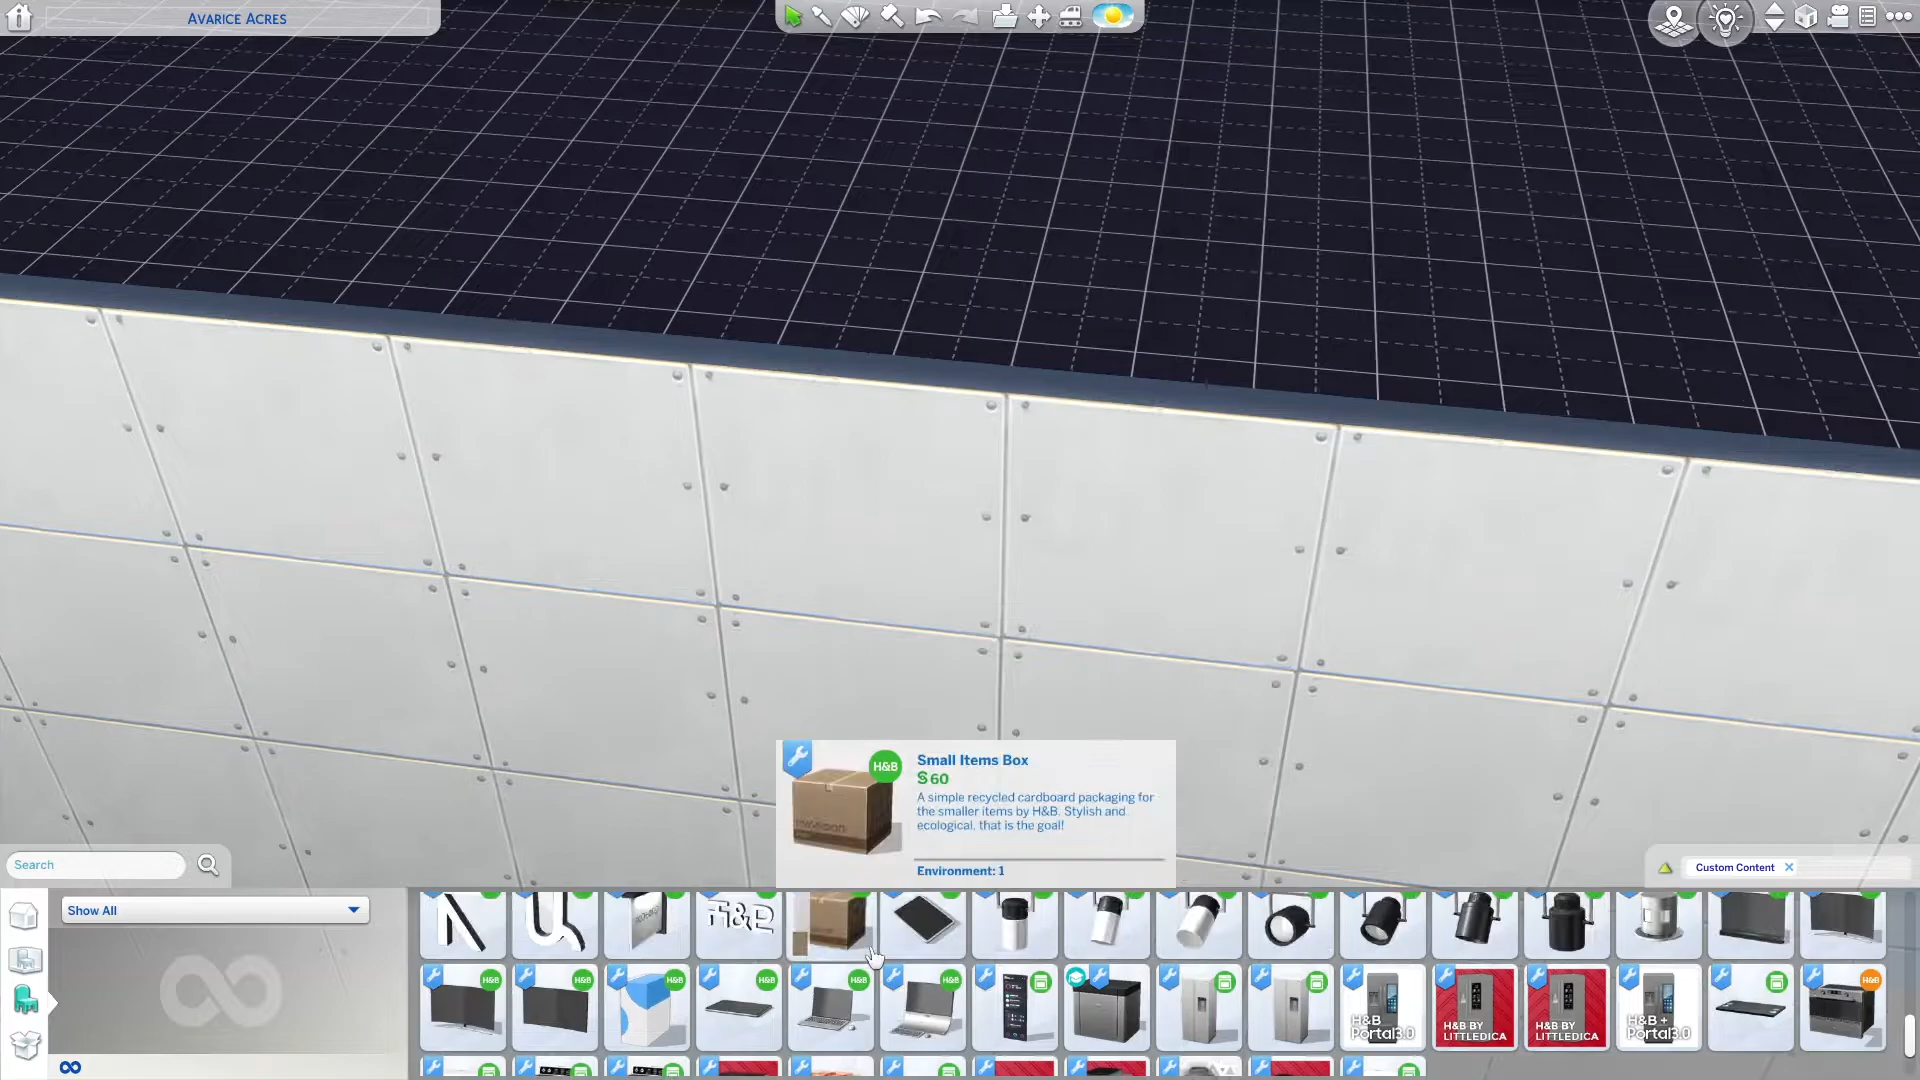 AVARICE ACRES
H&B
Small Items Box
§60
A simple recycled cardboard packaging for
the smaller items by H&B. Stylish and
ecological, that is the goal!
Environment: 1
Search
Custom Content
Show All
H&B
H&B
H&B
H&B
H&B
H&B
H&B
H&B
Portal3.0
H&B BY
LITTLEDICA
H&B BY
LITTLEDICA
H&B +
Portal3.0
H&B